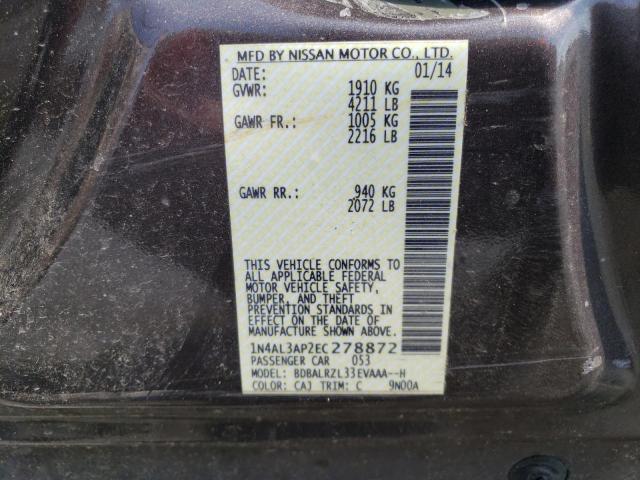 MFD BY NISSAN MOTOR CO., LTD.
DATE: 01/14
GVWR: 1910 KG
4211 LB
GAWR FR.: 1005 KG
2216 LB
GAWR RR.: 940 KG
2072 LB
THIS VEHICLE CONFORMS TO
ALL APPLICABLE FEDERAL
MOTOR VEHICLE SAFETY,
BUMPER, AND THEFT
PREVENTION STANDARDS IN
EFFECT ON THE DATE OF
MANUFACTURE SHOWN ABOVE.
1N4AL3AP2EC278872
PASSENGER CAR 053
MODEL: BDBALRZL33EVAAA--H
COLOR: CAJ TRIM: C 9N00A